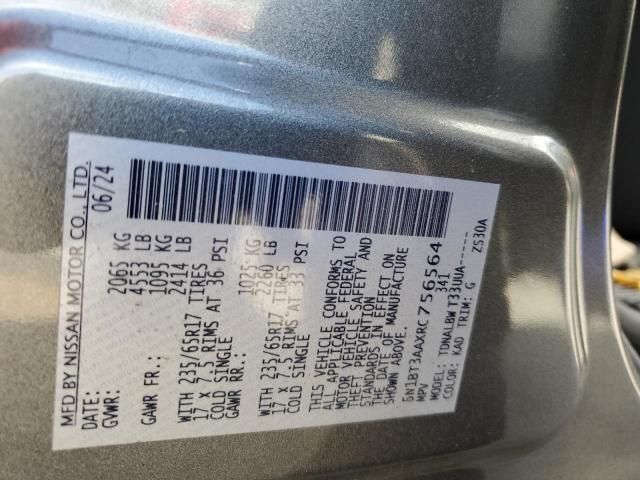 MFD BY NISSAN MOTOR CO., LTD.
DATE: 06/24
GVWR: 2065 KG
4553 LB
GAWR FR.: 1095 KG
2414 LB
WITH 235/65R17 TIRES
17 X 7.5 RIMS AT 36 PSI
COLD SINGLE
GAWR RR.: 1025 KG
2260 LB
WITH 235/65R17 TIRES
17 X 7.5 RIMS AT 33 PSI
COLD SINGLE
THIS VEHICLE CONFORMS TO
ALL APPLICABLE FEDERAL
MOTOR VEHICLE SAFETY AND
THEFT PREVENTION
STANDARDS IN EFFECT ON
THE DATE OF MANUFACTURE
SHOWN ABOVE.
5N1BT3AAXRC756564
MPV 341
MODEL: TDNALBW T33UUA-----
COLOR: KAD TRIM: G ZS30A